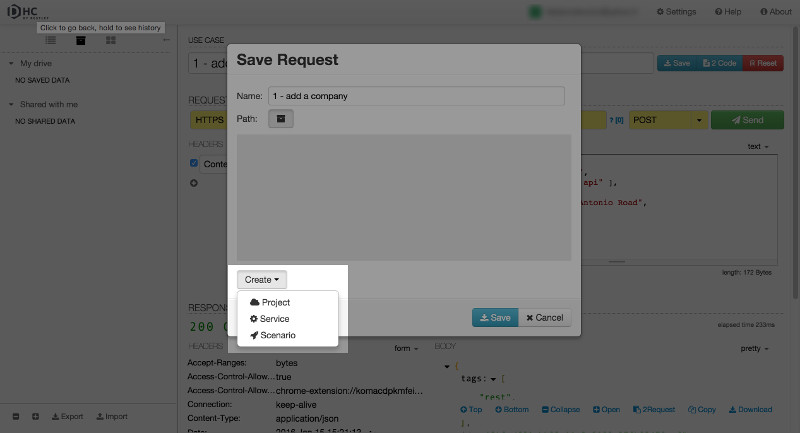 DHC
BY RESTLET
Settings
Help
About
Click to go back, hold to see history
My drive
NO SAVED DATA
Shared with me
NO SHARED DATA
USE CASE
1 - add
Save
2 Code
Reset
Save Request
Name: 1 - add a company
Path:
REQUEST
HTTPS
? [0]
POST
Send
HEADERS
Conte
text
,
api" ],
Antonio Road",
length: 172 Bytes
Create
Project
Service
Scenario
Save
Cancel
RESPON
200 O
elapsed time 233ms
HEADERS
form
BODY
pretty
Accept-Ranges: bytes
Access-Control-Allow... true
Access-Control-Allow... chrome-extension://komacdpkmfei...
Connection: keep-alive
Content-Type: application/json
{
tags: [
"rest",
],
Top
Bottom
Collapse
Open
2Request
Copy
Download
Export
Import